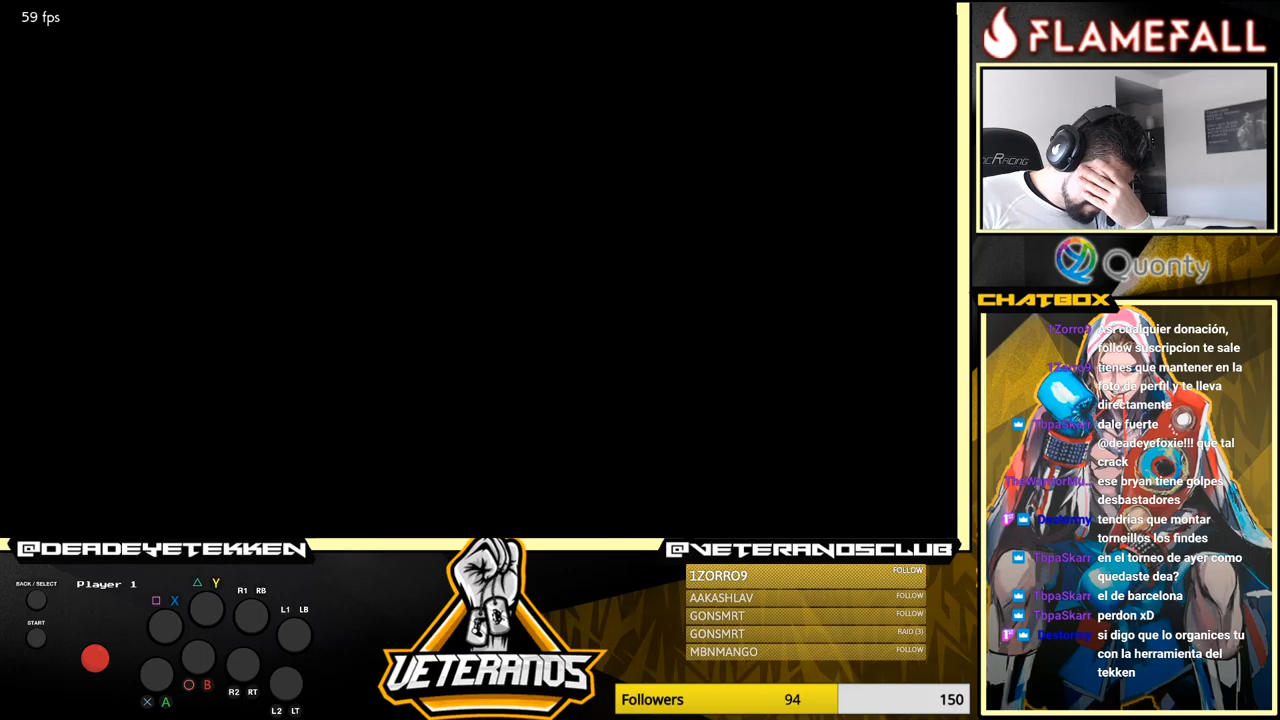 59 fps
FLAMEFALL
Quonty
CHATBOX
1Zorro9 Así cualquier donación,
follow suscripcion te sale
1Zorro9 tienes que mantener en la
foto de perfil y te lleva
directamente
TbpaSkarr dale fuerte
@deadeyefoxie!!! que tal
crack
ese bryan tiene golpes
desbastadores
Destormy tendrias que montar
torneillos los findes
TbpaSkarr en el torneo de ayer como
quedaste dea?
TbpaSkarr el de barcelona
TbpaSkarr perdon xD
Destormy si digo que lo organices tu
con la herramienta del
tekken
@DEADEYETEKKEN
@VETERANOSCLUB
BACK / SELECT
Player 1
START
X
Y
R1 RB
L1 LB
A
B
R2 RT
L2 LT
VETERANOS
1ZORRO9 FOLLOW
AAKASHLAV FOLLOW
GONSMRT FOLLOW
GONSMRT RAID (3)
MBNMANGO FOLLOW
Followers 94 150